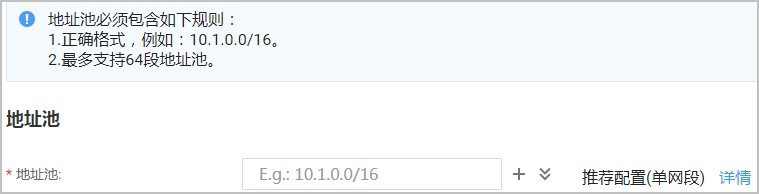 地址池必须包含如下规则：
1.正确格式，例如：10.1.0.0/16。
2.最多支持64段地址池。
地址池
* 地址池: E.g.: 10.1.0.0/16 推荐配置(单网段) 详情